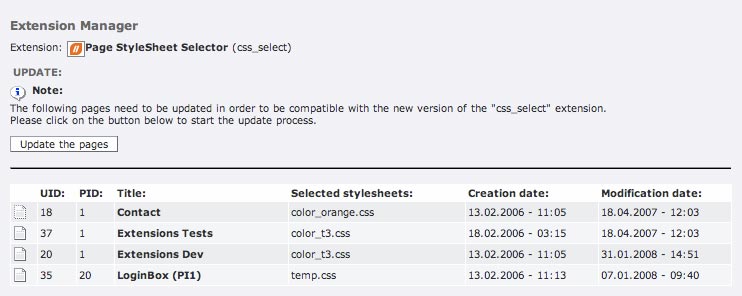 Extension Manager
Extension: Page StyleSheet Selector (css_select)
UPDATE:
Note:
The following pages need to be updated in order to be compatible with the new version of the "css_select" extension.
Please click on the button below to start the update process.
Update the pages
UID: PID: Title: Selected stylesheets: Creation date: Modification date:
18 1 Contact color_orange.css 13.02.2006 - 11:05 18.04.2007 - 12:03
37 1 Extensions Tests color_t3.css 18.02.2006 - 03:15 18.04.2007 - 12:03
20 1 Extensions Dev color_t3.css 13.02.2006 - 11:05 31.01.2008 - 14:51
35 20 LoginBox (PI1) temp.css 13.02.2006 - 11:13 07.01.2008 - 09:40